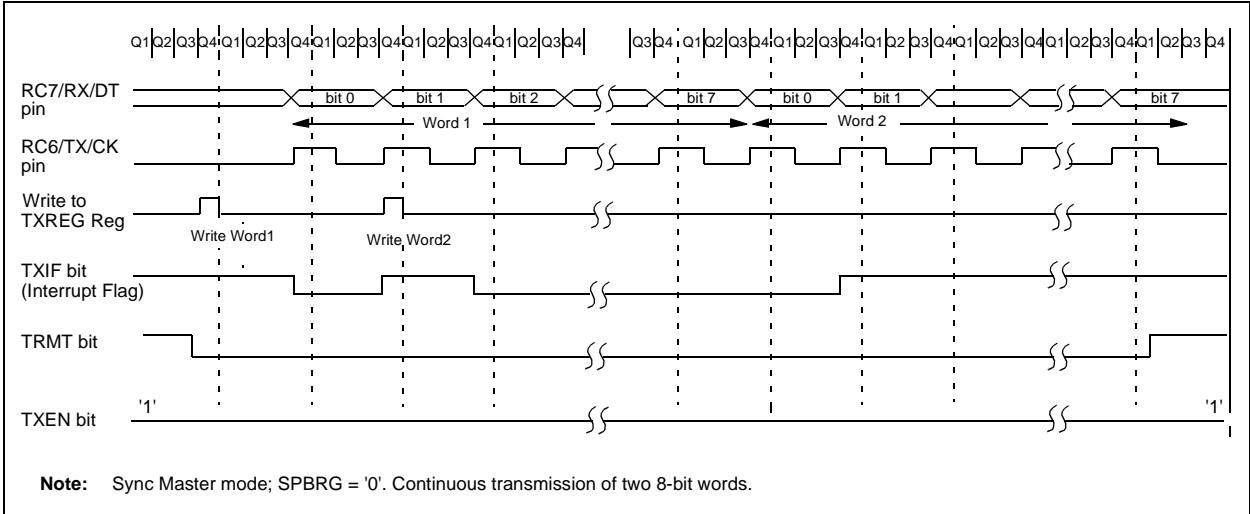 Q1 Q2 Q3 Q4 Q1 Q2 Q3 Q4 Q1 Q2 Q3 Q4 Q1 Q2 Q3 Q4 Q1 Q2 Q3 Q4 Q3 Q4 Q1 Q2 Q3 Q4 Q1 Q2 Q3 Q4 Q1 Q2 Q3 Q4 Q1 Q2 Q3 Q4 Q1 Q2 Q3 Q4 Q1 Q2 Q3 Q4
RC7/RX/DT
pin
bit 0 bit 1 bit 2 bit 7 bit 0 bit 1 bit 7
Word 1 Word 2
RC6/TX/CK
pin
Write to
TXREG Reg
Write Word1 Write Word2
TXIF bit
(Interrupt Flag)
TRMT bit
'1' '1'
TXEN bit
Note: Sync Master mode; SPBRG = '0'. Continuous transmission of two 8-bit words.